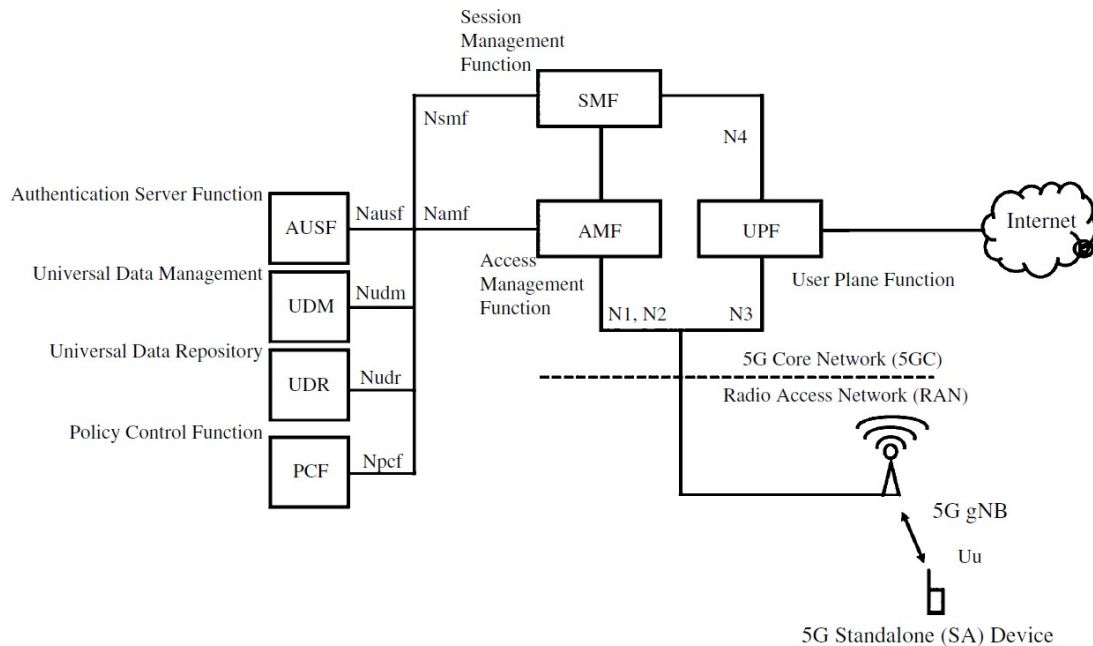 Session
Management
Function
SMF
Nsmf
N4
Authentication Server Function
AUSF
Nausf
Namf
AMF
UPF
Internet
Access
Management
Function
User Plane Function
Universal Data Management
UDM
Nudm
N1, N2
N3
Universal Data Repository
UDR
Nudr
5G Core Network (5GC)
Radio Access Network (RAN)
Policy Control Function
PCF
Npcf
5G gNB
Uu
5G Standalone (SA) Device